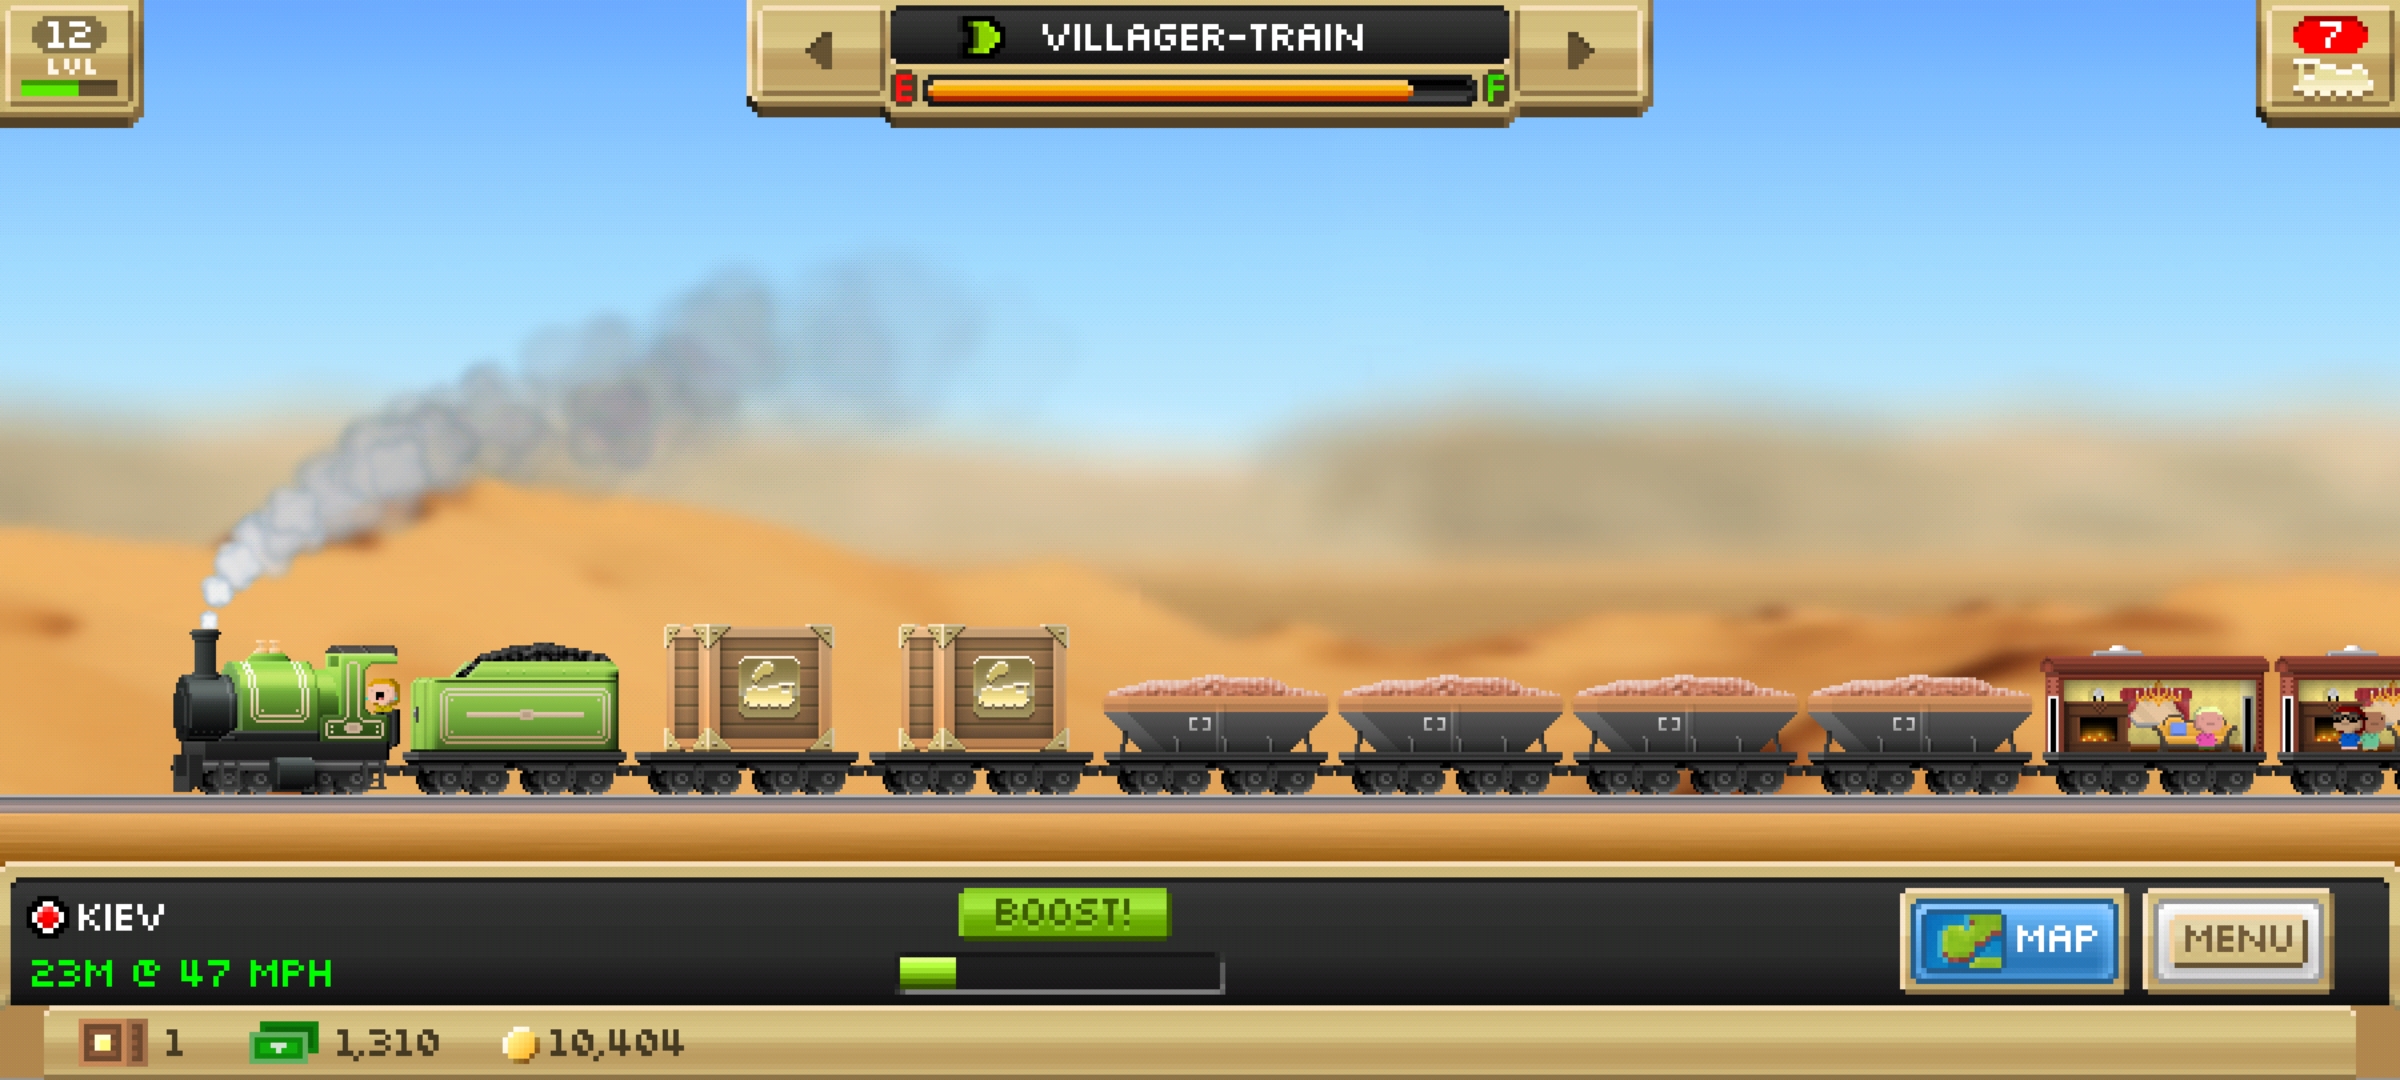 12
LVL
VILLAGER-TRAIN
E F
7
KIEV
BOOST!
23M @ 47 MPH
MAP
MENU
1 1,310 10,404